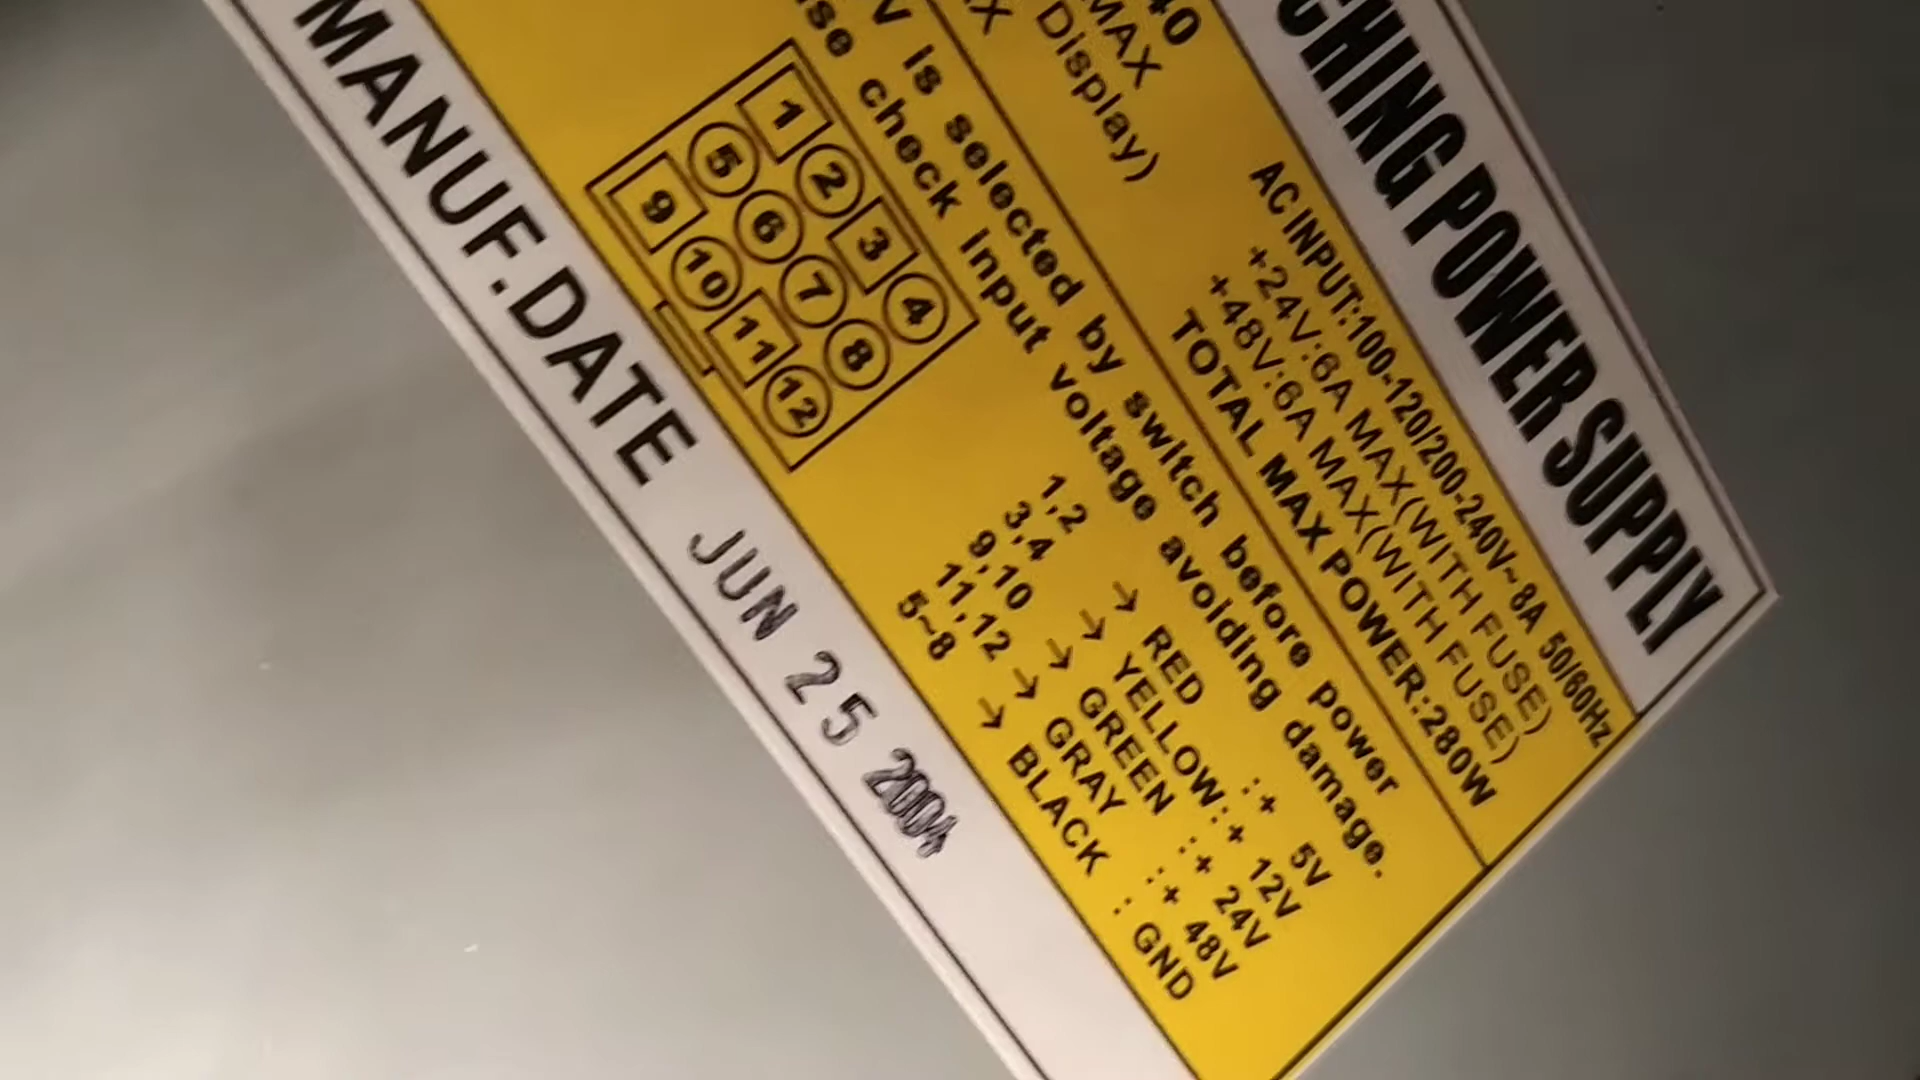 CHING POWER SUPPLY
40
MAX
Display)
AC INPUT:100-120/200-240V~8A 50/60Hz
+24V:6A MAX(WITH FUSE)
+48V:6A MAX(WITH FUSE)
TOTAL MAX POWER:280W
V is selected by switch before power
se check input voltage avoiding damage.
1 2 3 4
5 6 7 8
9 10 11 12
1,2 → RED : + 5V
3,4 → YELLOW: + 12V
9,10 → GREEN : + 24V
11,12 → GRAY : + 48V
5~8 → BLACK : GND
MANUF.DATE JUN 25 2004